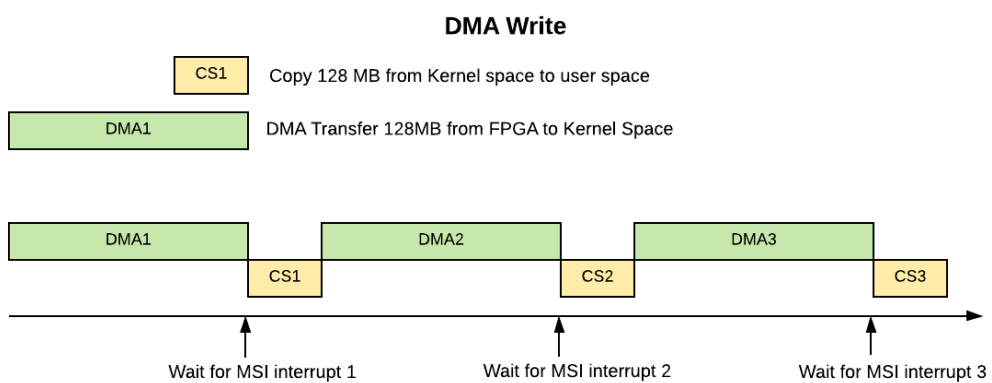 DMA Write
CS1
Copy 128 MB from Kernel space to user space
DMA1
DMA Transfer 128MB from FPGA to Kernel Space
DMA1
DMA2
DMA3
CS1
CS2
CS3
Wait for MSI interrupt 1
Wait for MSI interrupt 2
Wait for MSI interrupt 3